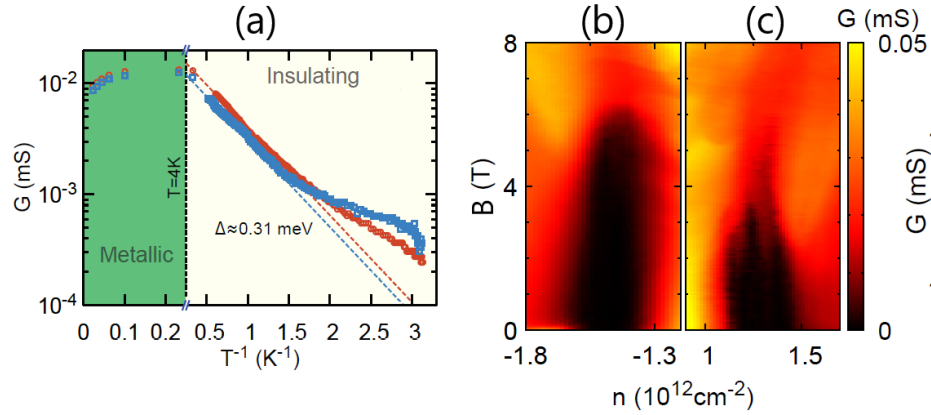 (a)
(b)
(c)
G (mS)
10⁻²
10⁻³
10⁻⁴
G (mS)
Metallic
T=4K
Insulating
Δ≈0.31 meV
0 0.1 0.2 0.5 1 1.5 2 2.5 3
T⁻¹ (K⁻¹)
8
4
0
B (T)
-1.8 -1.3 1 1.5
n (10¹²cm⁻²)
0.05
G (mS)
0